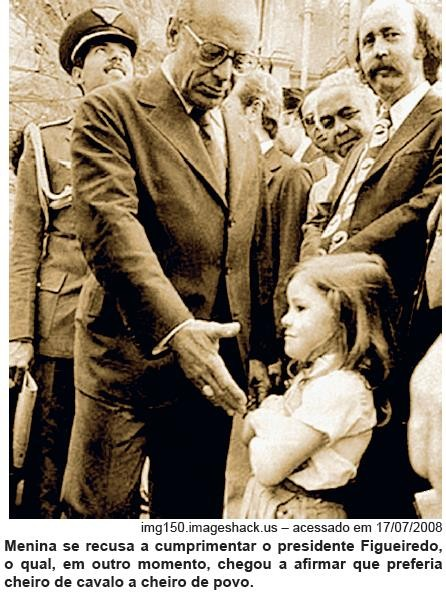 img150.imageshack.us – acessado em 17/07/2008
Menina se recusa a cumprimentar o presidente Figueiredo,
o qual, em outro momento, chegou a afirmar que preferia
cheiro de cavalo a cheiro de povo.